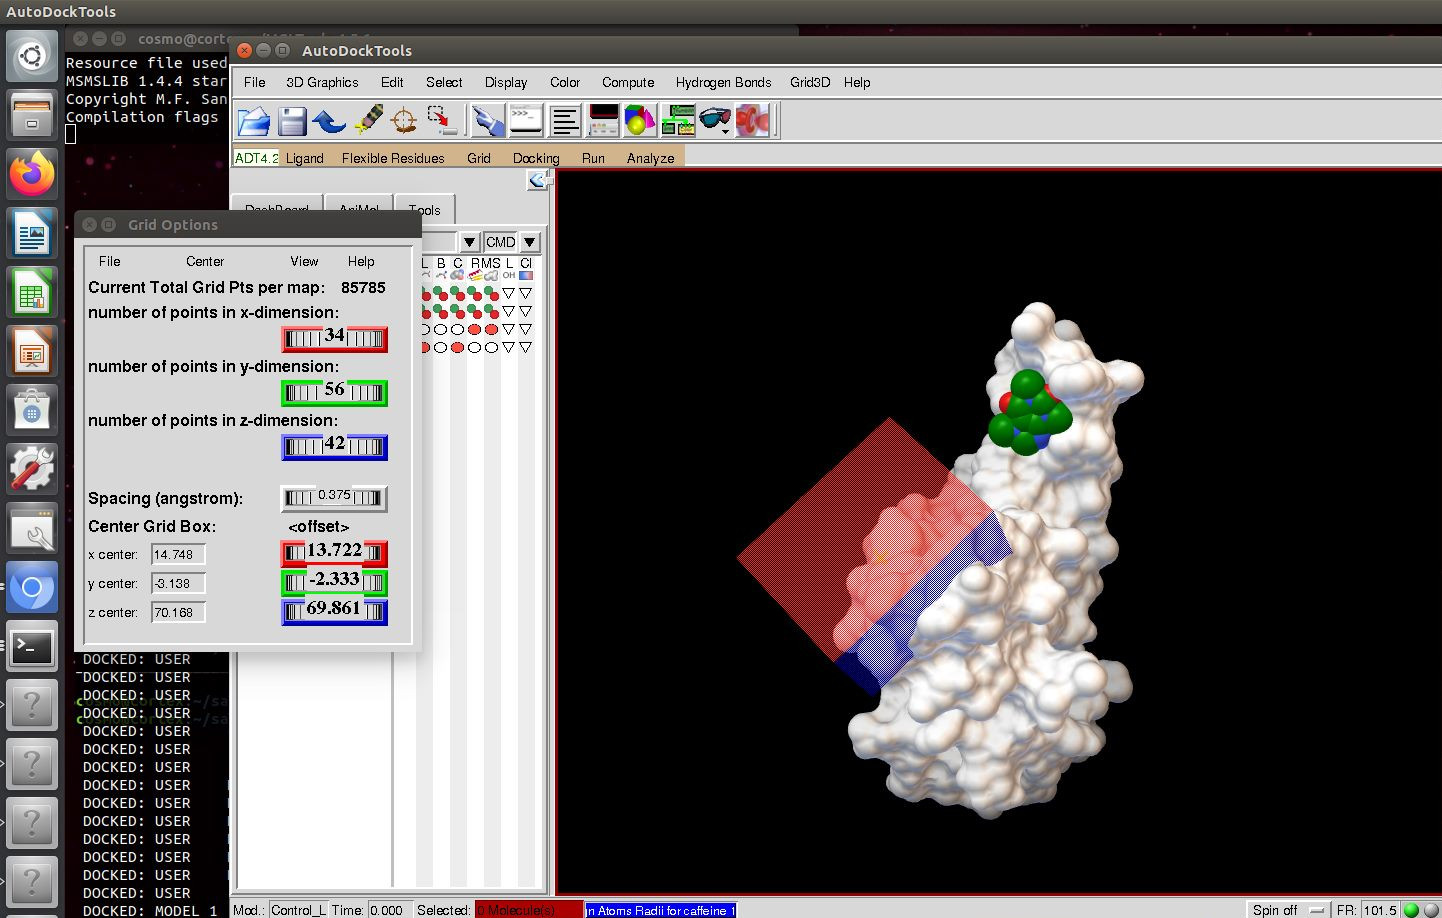 AutoDockTools
cosmo@cort
AutoDockTools
Resource file used
MSMSLIB 1.4.4 star
Copyright M.F. San
Compilation flags
File 3D Graphics Edit Select Display Color Compute Hydrogen Bonds Grid3D Help
ADT4.2 Ligand Flexible Residues Grid Docking Run Analyze
DashBoard AniMol Tools
Grid Options
CMD
File Center View Help
L B C R MS L Cl
OH
Current Total Grid Pts per map: 85785
number of points in x-dimension:
34
number of points in y-dimension:
56
number of points in z-dimension:
42
Spacing (angstrom): 0.375
Center Grid Box: <offset>
x center: 14.748 13.722
y center: -3.138 -2.333
z center: 70.168 69.861
DOCKED: USER
DOCKED: USER
DOCKED: USER
DOCKED: USER
DOCKED: USER
DOCKED: USER
DOCKED: USER
DOCKED: USER
DOCKED: USER
DOCKED: USER
DOCKED: USER
DOCKED: USER
DOCKED: USER
DOCKED: USER
DOCKED: MODEL 1
Mod.: Control_L Time: 0.000 Selected: 0 Molecule(s) n Atoms Radii for caffeine 1 Spin off FR: 101.5